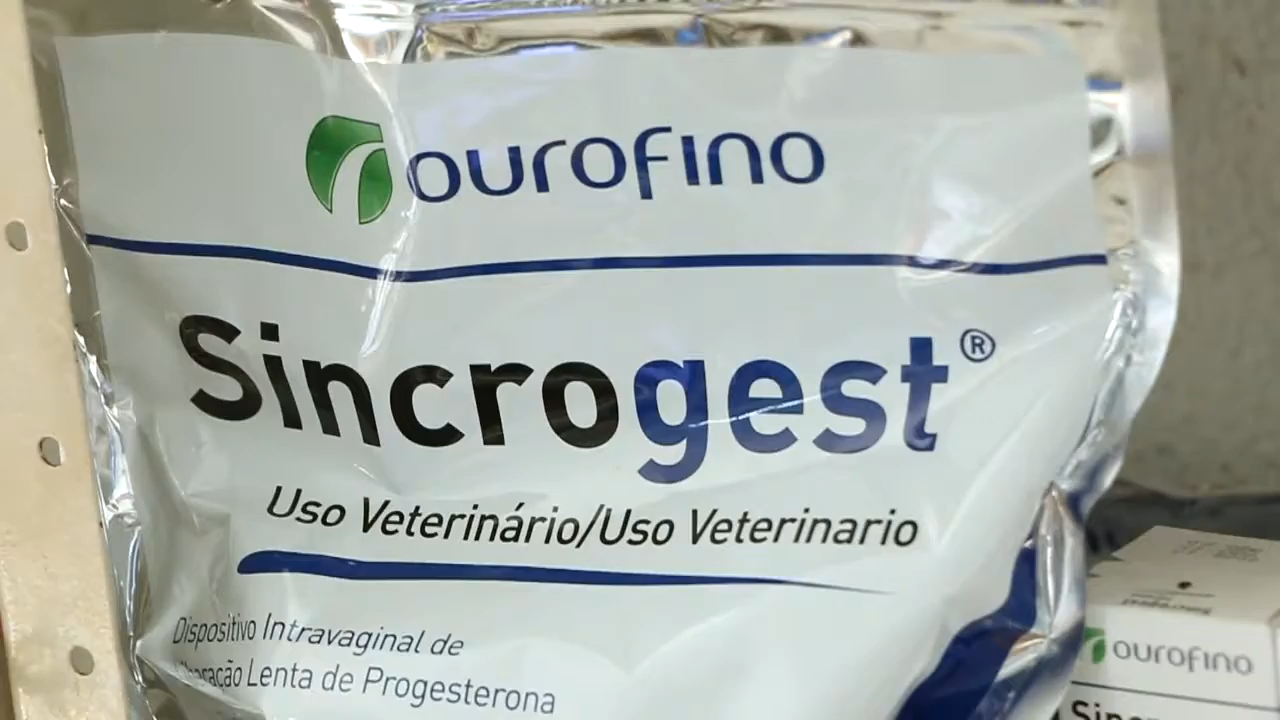 ourofino
Sincrogest®
Uso Veterinário/Uso Veterinario
Dispositivo Intravaginal de
Lenta de Progesterona
ourofino